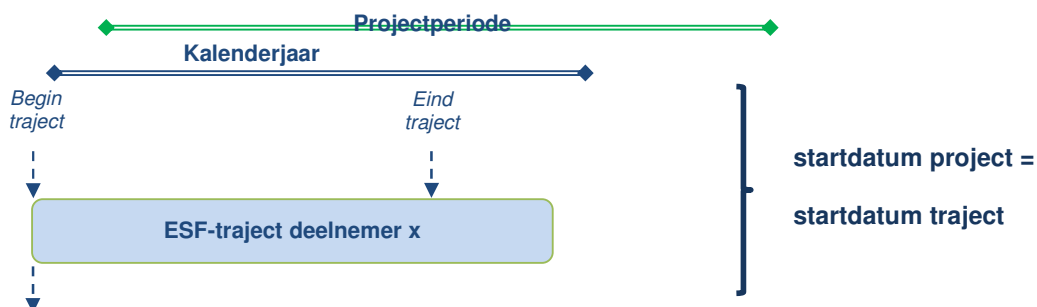 Projectperiode
Kalenderjaar
Begin
traject
Eind
traject
ESF-traject deelnemer x
startdatum project =
startdatum traject